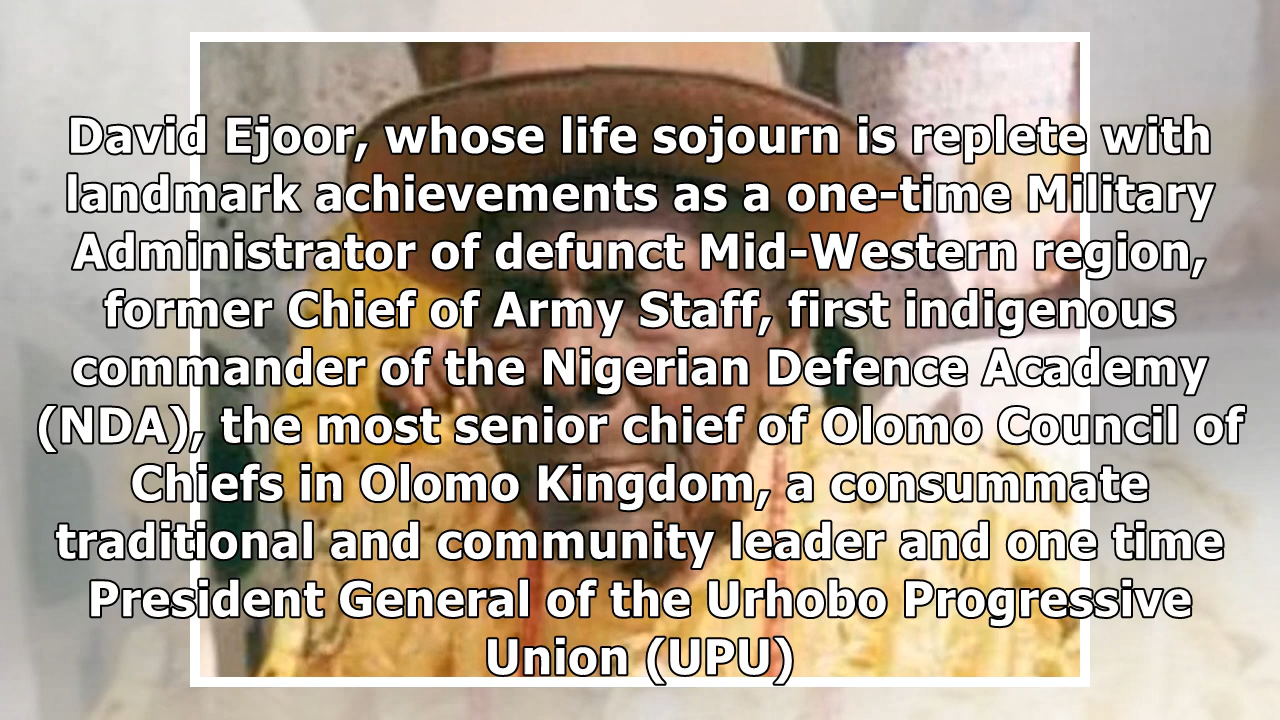 David Ejoor, whose life sojourn is replete with
landmark achievements as a one-time Military
Administrator of defunct Mid-Western region,
former Chief of Army Staff, first indigenous
commander of the Nigerian Defence Academy
(NDA), the most senior chief of Olomo Council of
Chiefs in Olomo Kingdom, a consummate
traditional and community leader and one time
President General of the Urhobo Progressive
Union (UPU)